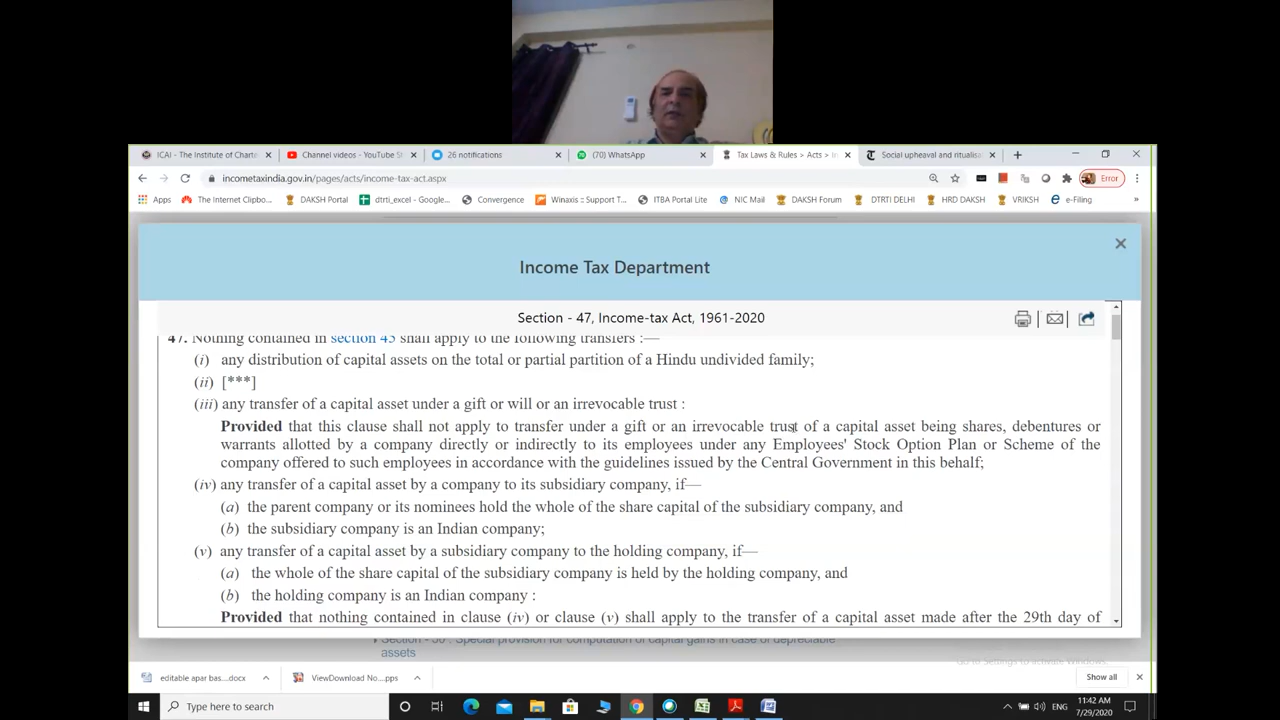 ICAI - The Institute of Charte
Channel videos - YouTube St
26 notifications
(70) WhatsApp
Tax Laws & Rules > Acts > In
Social upheaval and ritualisa
incometaxindia.gov.in/pages/acts/income-tax-act.aspx
Error
Apps
The Internet Clipbo...
DAKSH Portal
dtrti_excel - Google...
Convergence
Winaxis :: Support T...
ITBA Portal Lite
NIC Mail
DAKSH Forum
DTRTI DELHI
HRD DAKSH
VRIKSH
e-Filing
Income Tax Department
Section - 47, Income-tax Act, 1961-2020
47. Nothing contained in section 45 shall apply to the following transfers :—
(i) any distribution of capital assets on the total or partial partition of a Hindu undivided family;
(ii) [***]
(iii) any transfer of a capital asset under a gift or will or an irrevocable trust :
Provided that this clause shall not apply to transfer under a gift or an irrevocable trust of a capital asset being shares, debentures or
warrants allotted by a company directly or indirectly to its employees under any Employees' Stock Option Plan or Scheme of the
company offered to such employees in accordance with the guidelines issued by the Central Government in this behalf;
(iv) any transfer of a capital asset by a company to its subsidiary company, if—
(a) the parent company or its nominees hold the whole of the share capital of the subsidiary company, and
(b) the subsidiary company is an Indian company;
(v) any transfer of a capital asset by a subsidiary company to the holding company, if—
(a) the whole of the share capital of the subsidiary company is held by the holding company, and
(b) the holding company is an Indian company :
Provided that nothing contained in clause (iv) or clause (v) shall apply to the transfer of a capital asset made after the 29th day of
Section - 50 : Special provision for computation of capital gains in case of depreciable
assets
Go to Settings to activate Windows.
editable apar bas....docx
ViewDownload No....pps
Show all
Type here to search
ENG
11:42 AM
7/29/2020